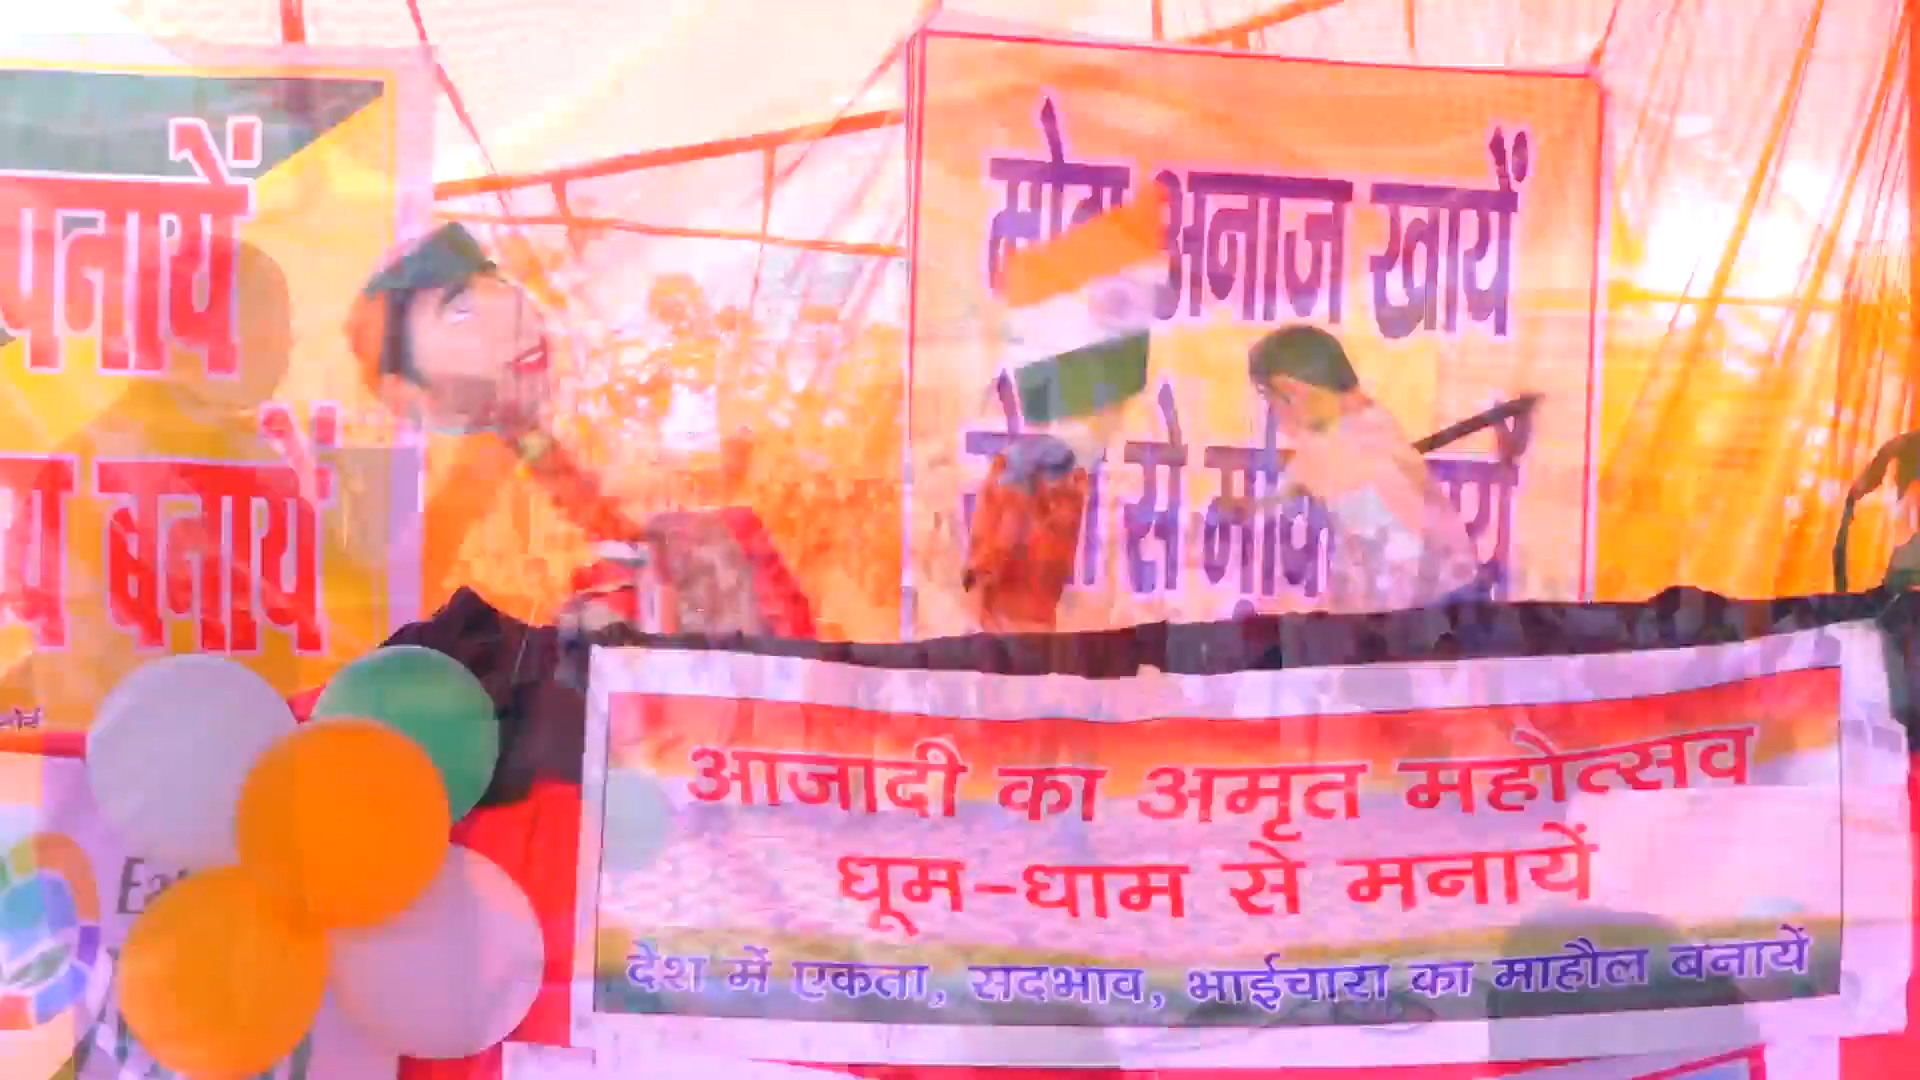 पनायें
बनायें
मोटा अनाज खायें
से
आजादी का अमृत महोत्सव
धूम-धाम से मनायें
देश में एकता, सदभाव, भाईचारा का माहौल बनायें